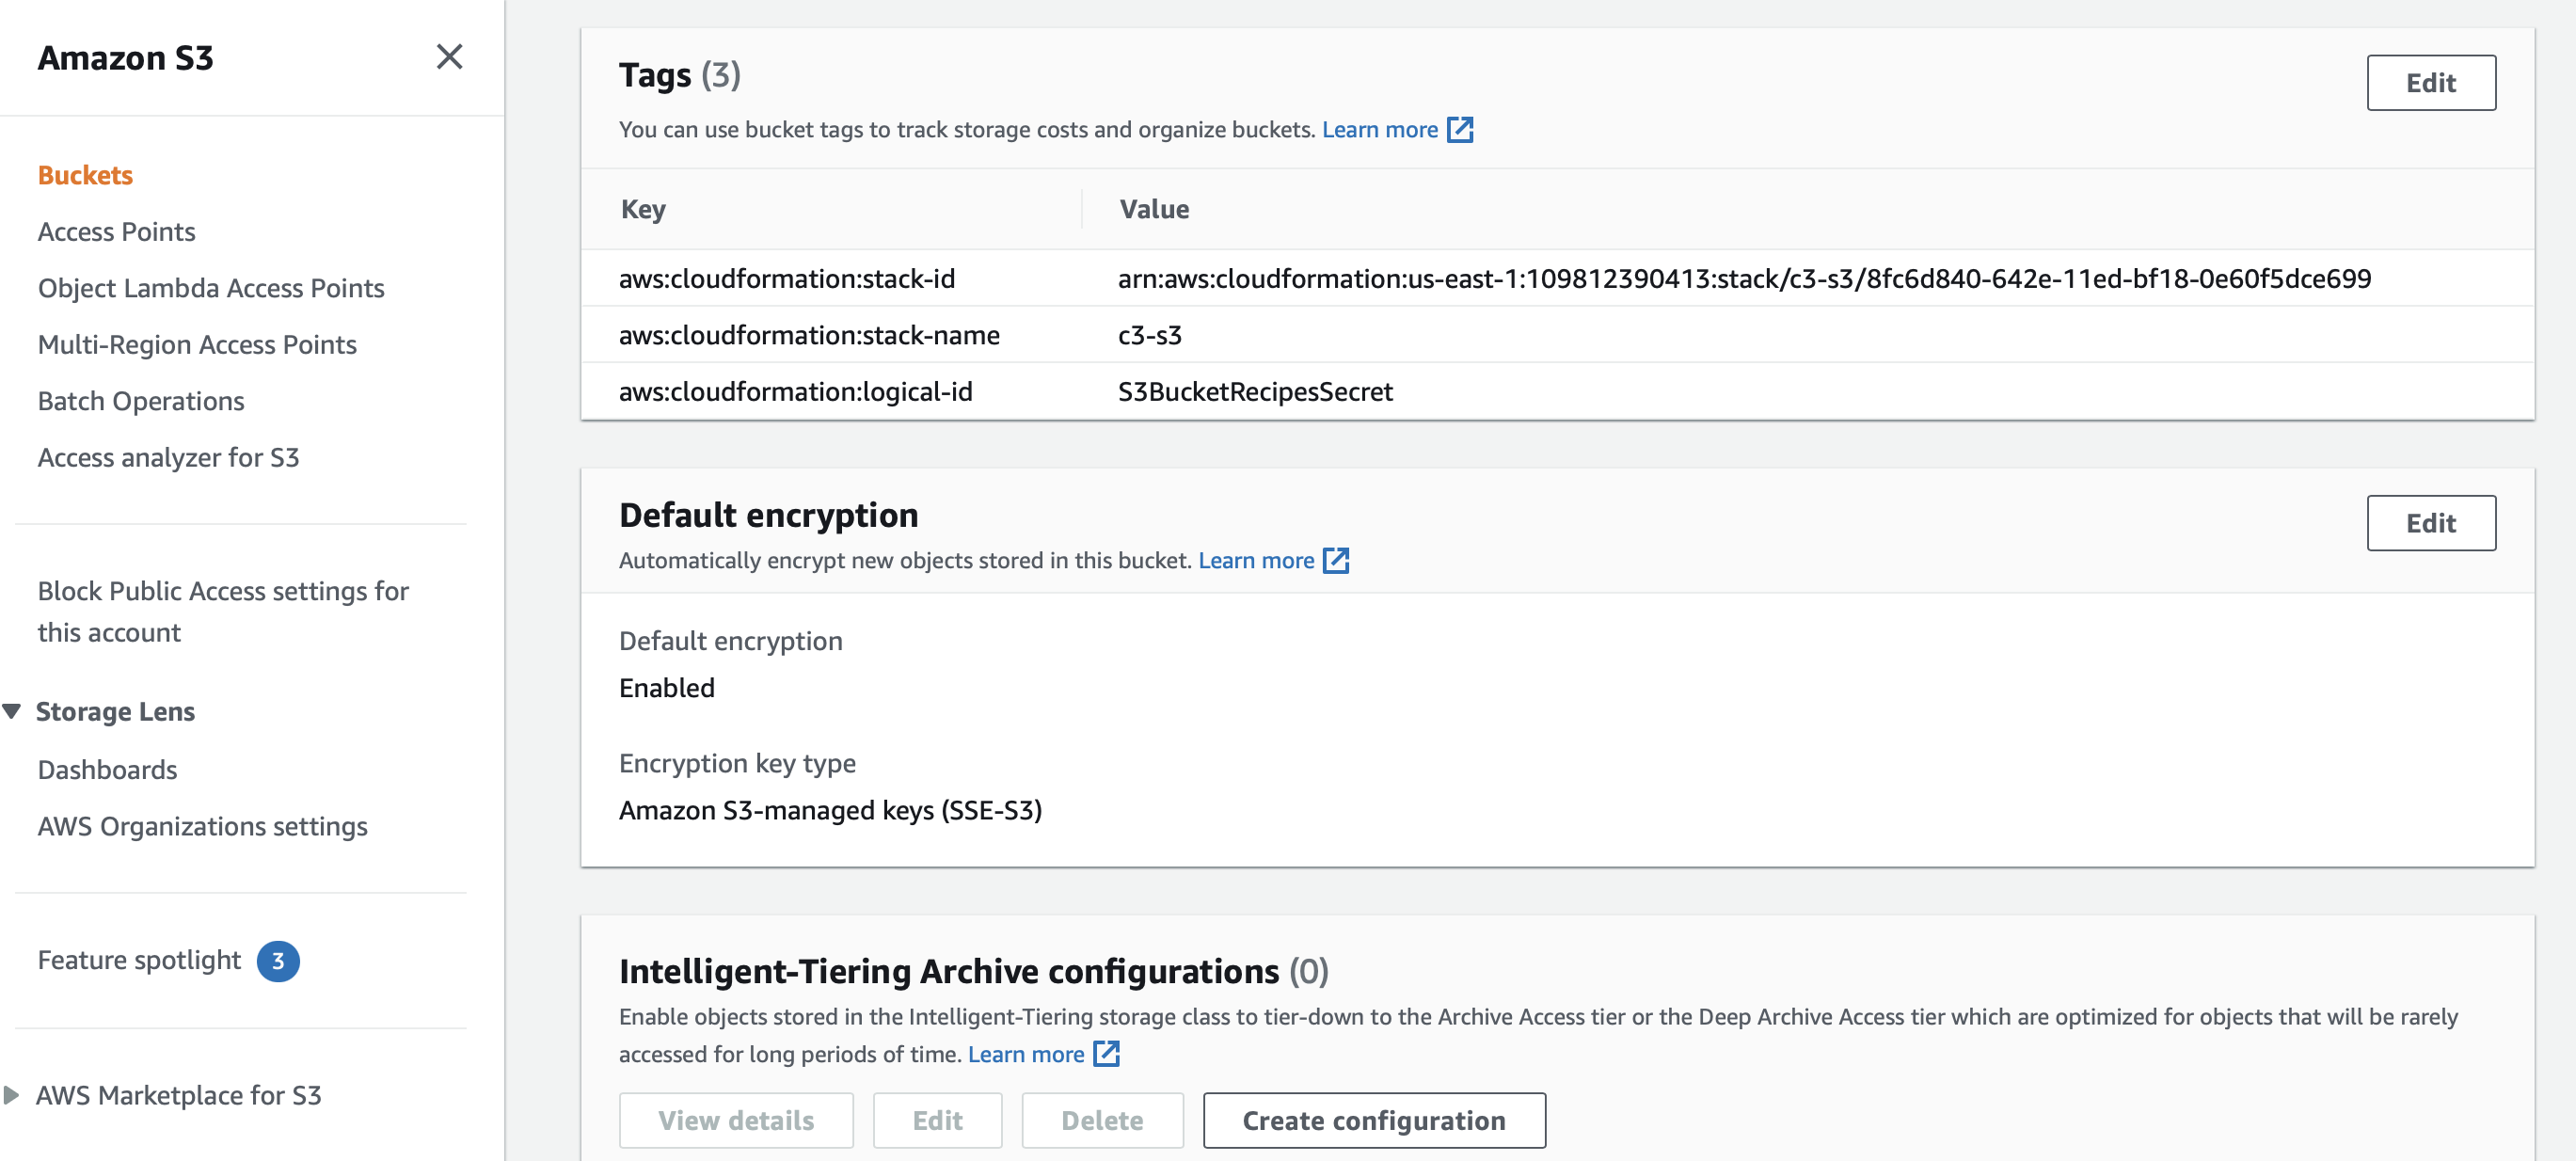 Amazon S3
Buckets
Access Points
Object Lambda Access Points
Multi-Region Access Points
Batch Operations
Access analyzer for S3
Block Public Access settings for
this account
Storage Lens
Dashboards
AWS Organizations settings
Feature spotlight 3
AWS Marketplace for S3
Tags (3)
Edit
You can use bucket tags to track storage costs and organize buckets. Learn more
Key Value
aws:cloudformation:stack-id arn:aws:cloudformation:us-east-1:109812390413:stack/c3-s3/8fc6d840-642e-11ed-bf18-0e60f5dce699
aws:cloudformation:stack-name c3-s3
aws:cloudformation:logical-id S3BucketRecipesSecret
Default encryption
Edit
Automatically encrypt new objects stored in this bucket. Learn more
Default encryption
Enabled
Encryption key type
Amazon S3-managed keys (SSE-S3)
Intelligent-Tiering Archive configurations (0)
Enable objects stored in the Intelligent-Tiering storage class to tier-down to the Archive Access tier or the Deep Archive Access tier which are optimized for objects that will be rarely
accessed for long periods of time. Learn more
View details Edit Delete Create configuration